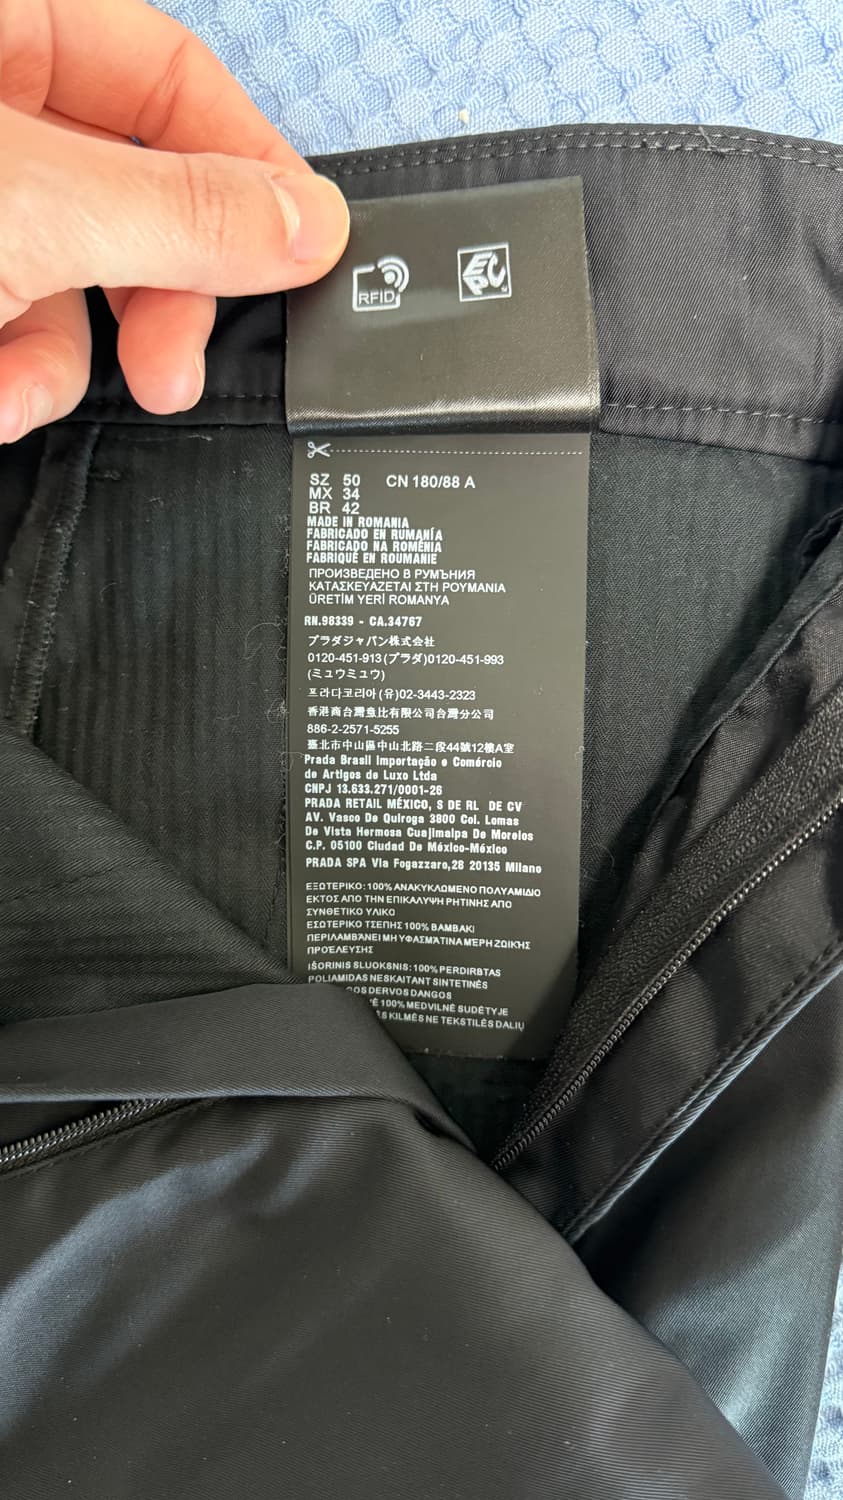 RFID
EPC
SZ 50 CN 180/88 A
MX 34
BR 42
MADE IN ROMANIA
FABRICADO EN RUMANÍA
FABRICADO NA ROMÊNIA
FABRIQUÉ EN ROUMANIE
ПРОИЗВЕДЕНО В РУМЪНИЯ
ΚΑΤΑΣΚΕΥΑΖΕΤΑΙ ΣΤΗ ΡΟΥΜΑΝΙΑ
ÜRETİM YERİ ROMANYA
RN.98339 - CA.34767
プラダジャパン株式会社
0120-451-913(プラダ)0120-451-993
(ミュウミュウ)
프라다코리아(유)02-3443-2323
香港商台灣魚比有限公司台灣分公司
886-2-2571-5255
臺北市中山區中山北路二段44號12樓A室
Prada Brasil Importação e Comércio
de Artigos de Luxo Ltda
CNPJ 13.633.271/0001-26
PRADA RETAIL MÉXICO, S DE RL DE CV
AV. Vasco De Quiroga 3800 Col. Lomas
De Vista Hermosa Cuajimalpa De Morelos
C.P. 05100 Ciudad De México-México
PRADA SPA Via Fogazzaro,28 20135 Milano
ΕΞΩΤΕΡΙΚΟ: 100% ΑΝΑΚΥΚΛΩΜΕΝΟ ΠΟΛΥΑΜΙΔΙΟ
ΕΚΤΟΣ ΑΠΟ ΤΗΝ ΕΠΙΚΑΛΥΨΗ ΡΗΤΙΝΗΣ ΑΠΟ
ΣΥΝΘΕΤΙΚΟ ΥΛΙΚΟ
ΕΣΩΤΕΡΙΚΟ ΤΣΕΠΗΣ 100% ΒΑΜΒΑΚΙ
ΠΕΡΙΛΑΜΒΆΝΕΙ ΜΗ ΥΦΑΣΜΆΤΙΝΑ ΜΈΡΗ ΖΩΙΚΉΣ
ΠΡΟΈΛΕΥΣΗΣ
IŠORINIS SLUOKSNIS: 100% PERDIRBTAS
POLIAMIDAS NESKAITANT SINTETINĖS
DERVOS DANGOS
100% MEDVILNĖ SUDĖTYJE
KILMĖS NE TEKSTILĖS DALIŲ